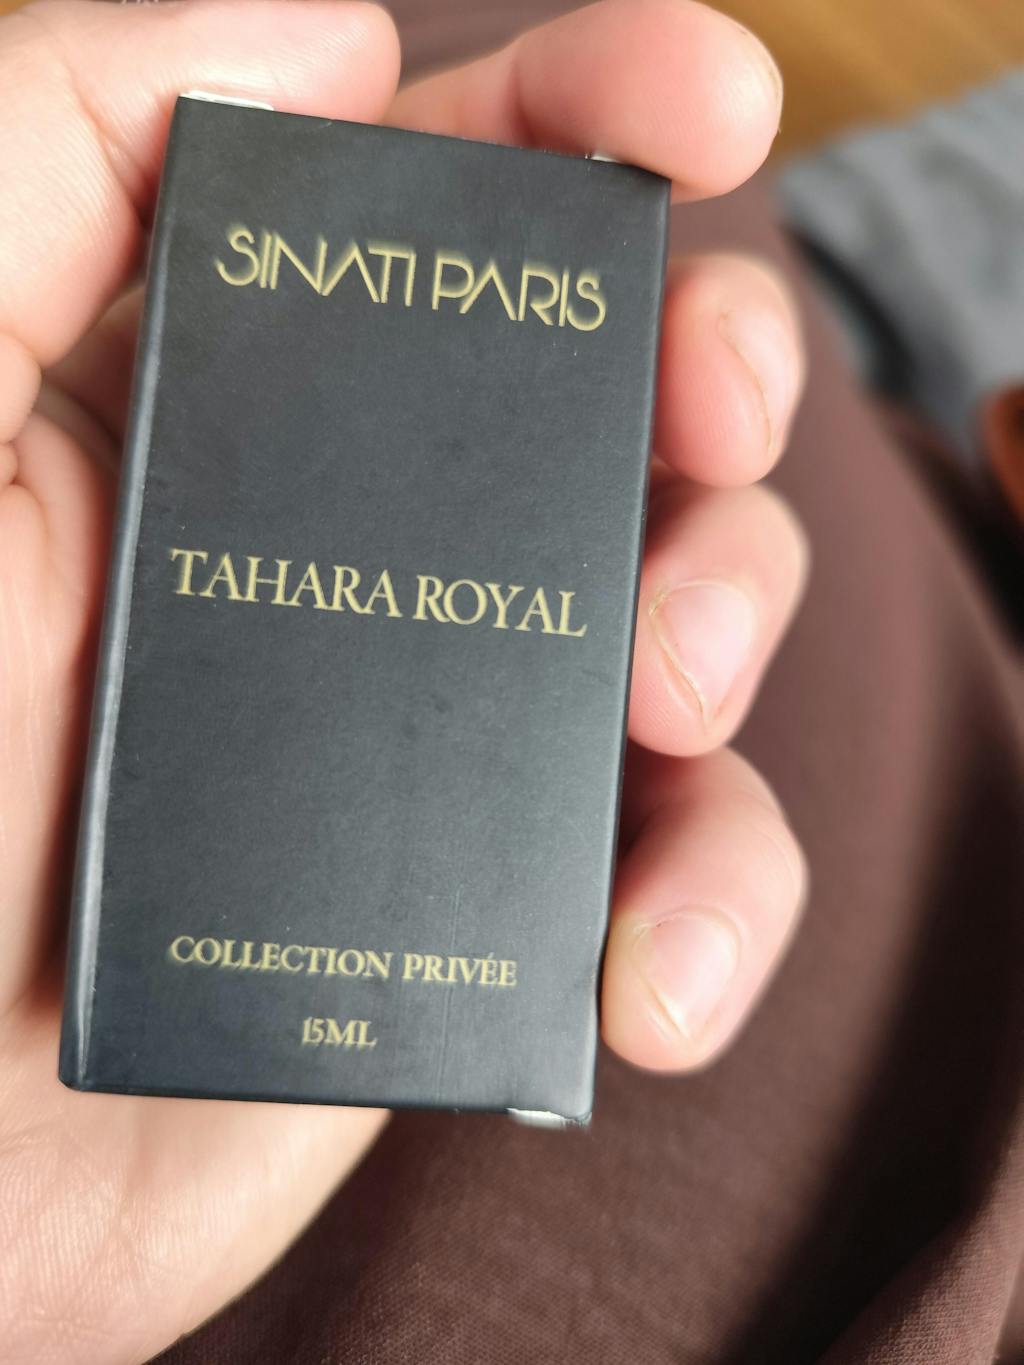 SINATI PARIS
TAHARA ROYAL
COLLECTION PRIVÉE
15ML